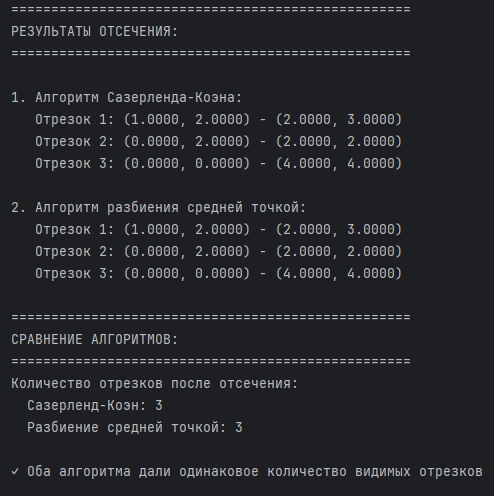 ==================================================
РЕЗУЛЬТАТЫ ОТСЕЧЕНИЯ:
==================================================
1. Алгоритм Сазерленда-Коэна:
Отрезок 1: (1.0000, 2.0000) - (2.0000, 3.0000)
Отрезок 2: (0.0000, 2.0000) - (2.0000, 2.0000)
Отрезок 3: (0.0000, 0.0000) - (4.0000, 4.0000)
2. Алгоритм разбиения средней точкой:
Отрезок 1: (1.0000, 2.0000) - (2.0000, 3.0000)
Отрезок 2: (0.0000, 2.0000) - (2.0000, 2.0000)
Отрезок 3: (0.0000, 0.0000) - (4.0000, 4.0000)
==================================================
СРАВНЕНИЕ АЛГОРИТМОВ:
==================================================
Количество отрезков после отсечения:
Сазерленд-Коэн: 3
Разбиение средней точкой: 3
✓ Оба алгоритма дали одинаковое количество видимых отрезков